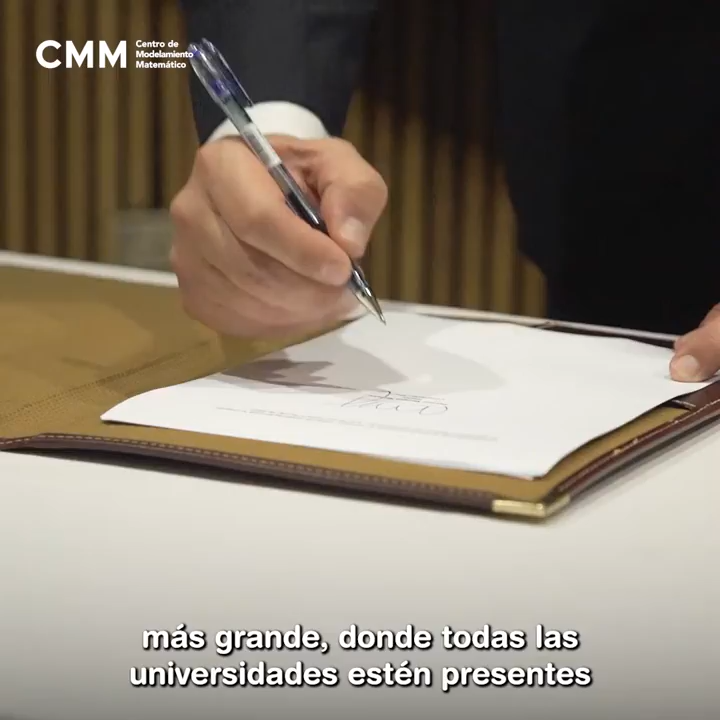 CMM
Centro de
Modelamiento
Matemático
más grande, donde todas las
universidades estén presentes